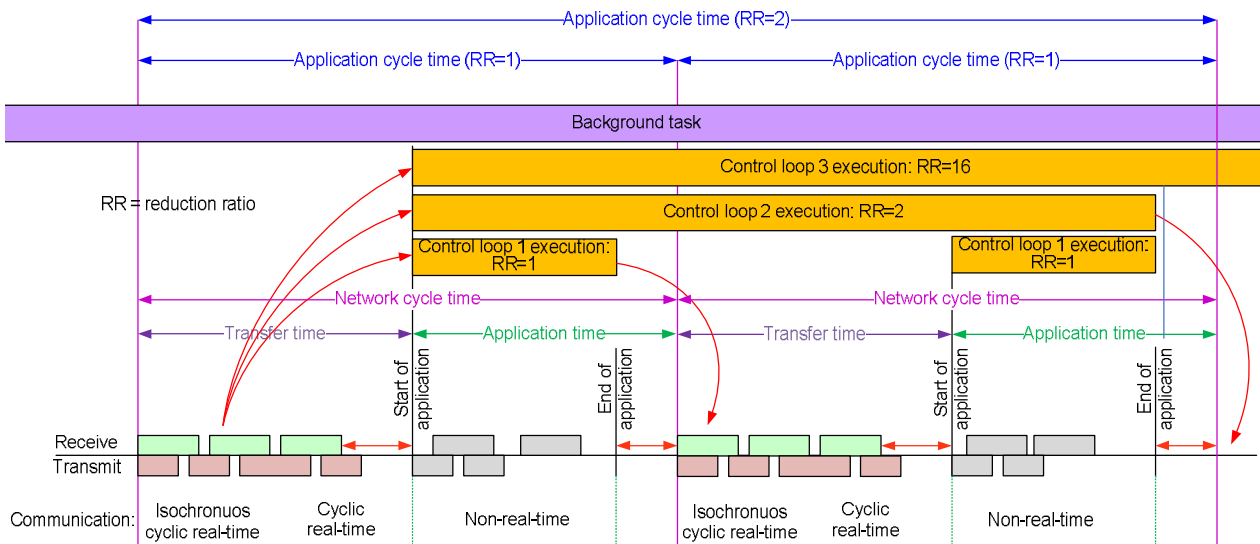 Application cycle time (RR=2)
Application cycle time (RR=1)
Application cycle time (RR=1)
Background task
Control loop 3 execution: RR=16
RR = reduction ratio
Control loop 2 execution: RR=2
Control loop 1 execution:
RR=1
Control loop 1 execution:
RR=1
Network cycle time
Network cycle time
Transfer time
Application time
Transfer time
Application time
Start of
application
End of
application
Start of
application
End of
application
Receive
Transmit
Communication:
Isochronuos
cyclic real-time
Cyclic
real-time
Non-real-time
Isochronuos
cyclic real-time
Cyclic
real-time
Non-real-time